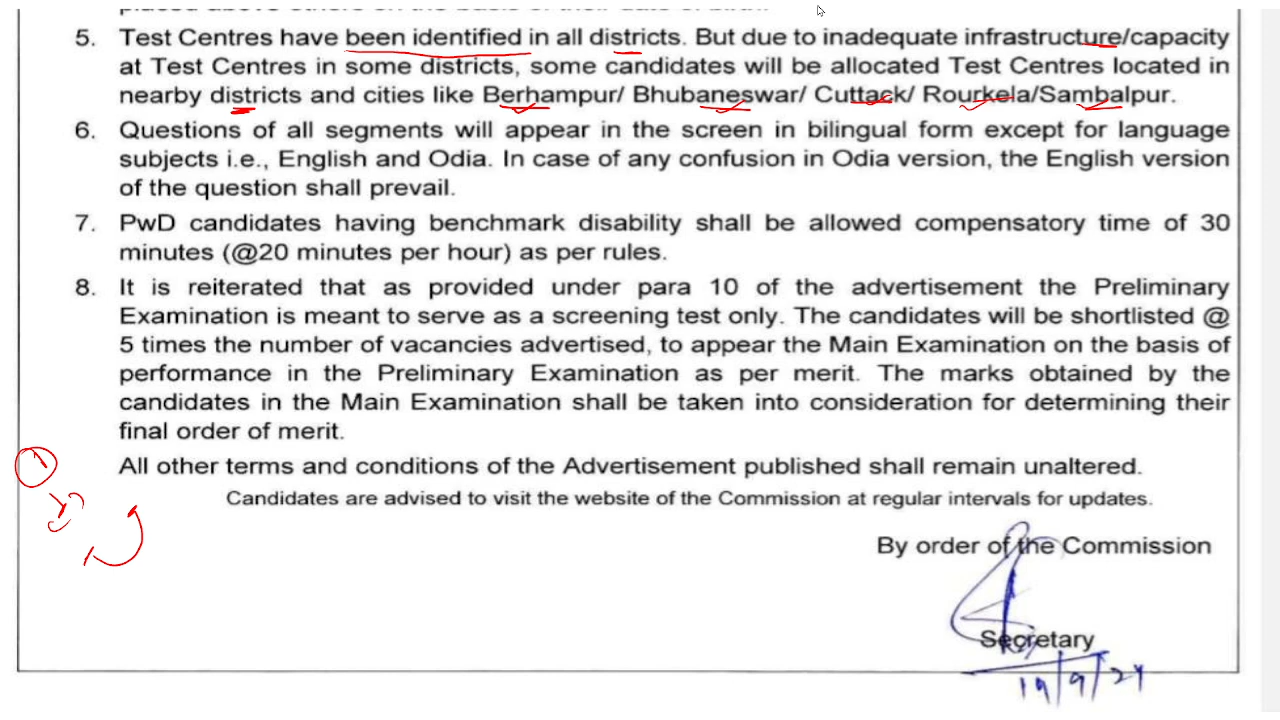 5. Test Centres have been identified in all districts. But due to inadequate infrastructure/capacity
at Test Centres in some districts, some candidates will be allocated Test Centres located in
nearby districts and cities like Berhampur/ Bhubaneswar/ Cuttack/ Rourkela/Sambalpur.
6. Questions of all segments will appear in the screen in bilingual form except for language
subjects i.e., English and Odia. In case of any confusion in Odia version, the English version
of the question shall prevail.
7. PwD candidates having benchmark disability shall be allowed compensatory time of 30
minutes (@20 minutes per hour) as per rules.
8. It is reiterated that as provided under para 10 of the advertisement the Preliminary
Examination is meant to serve as a screening test only. The candidates will be shortlisted @
5 times the number of vacancies advertised, to appear the Main Examination on the basis of
performance in the Preliminary Examination as per merit. The marks obtained by the
candidates in the Main Examination shall be taken into consideration for determining their
final order of merit.
All other terms and conditions of the Advertisement published shall remain unaltered.
Candidates are advised to visit the website of the Commission at regular intervals for updates.
By order of the Commission
Secretary
19/9/24